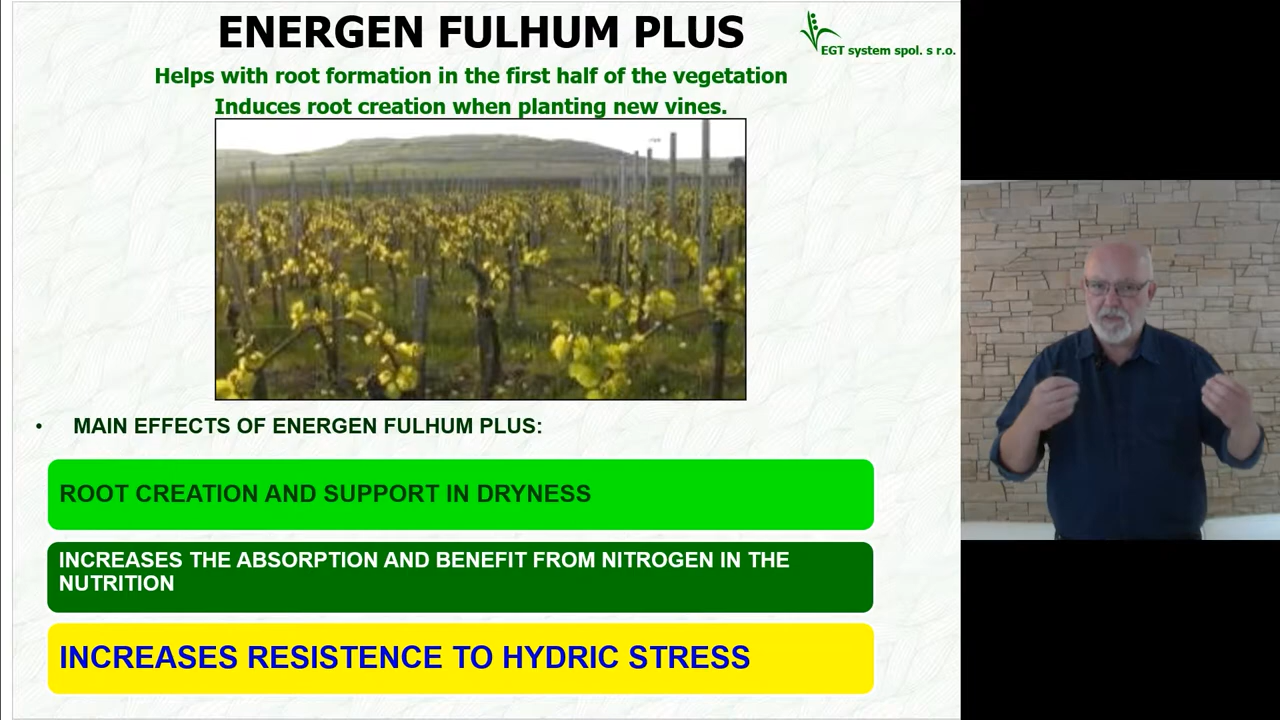 ENERGEN FULHUM PLUS
EGT system spol. s r.o.
Helps with root formation in the first half of the vegetation
Induces root creation when planting new vines.
• MAIN EFFECTS OF ENERGEN FULHUM PLUS:
ROOT CREATION AND SUPPORT IN DRYNESS
INCREASES THE ABSORPTION AND BENEFIT FROM NITROGEN IN THE
NUTRITION
INCREASES RESISTENCE TO HYDRIC STRESS